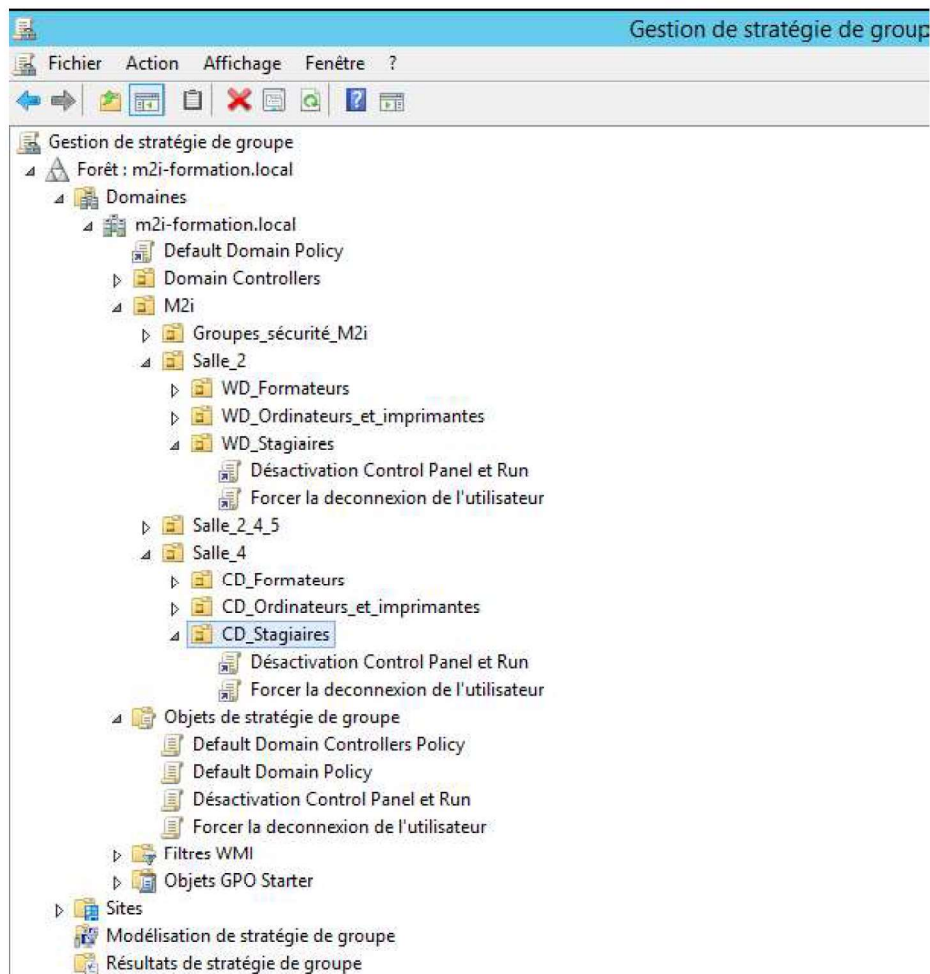 Gestion de stratégie de group
Fichier Action Affichage Fenêtre ?
Gestion de stratégie de groupe
Forêt : m2i-formation.local
Domaines
m2i-formation.local
Default Domain Policy
Domain Controllers
M2i
Groupes_sécurité_M2i
Salle_2
WD_Formateurs
WD_Ordinateurs_et_imprimantes
WD_Stagiaires
Désactivation Control Panel et Run
Forcer la deconnexion de l'utilisateur
Salle_2_4_5
Salle_4
CD_Formateurs
CD_Ordinateurs_et_imprimantes
CD_Stagiaires
Désactivation Control Panel et Run
Forcer la deconnexion de l'utilisateur
Objets de stratégie de groupe
Default Domain Controllers Policy
Default Domain Policy
Désactivation Control Panel et Run
Forcer la deconnexion de l'utilisateur
Filtres WMI
Objets GPO Starter
Sites
Modélisation de stratégie de groupe
Résultats de stratégie de groupe